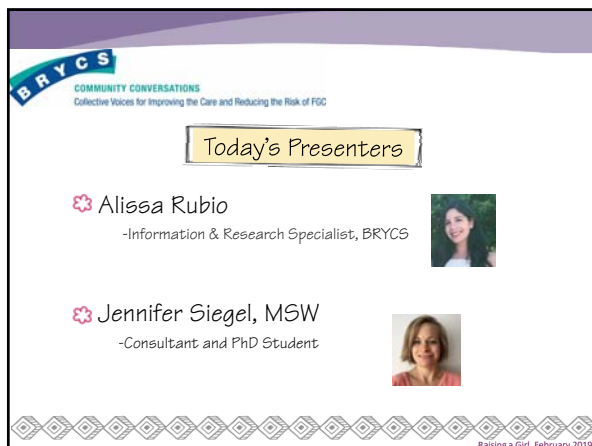 BRYCS
COMMUNITY CONVERSATIONS
Collective Voices for Improving the Care and Reducing the Risk of FGC
Today's Presenters
Alissa Rubio
-Information & Research Specialist, BRYCS
Jennifer Siegel, MSW
-Consultant and PhD Student
Raising a Girl, February 2019